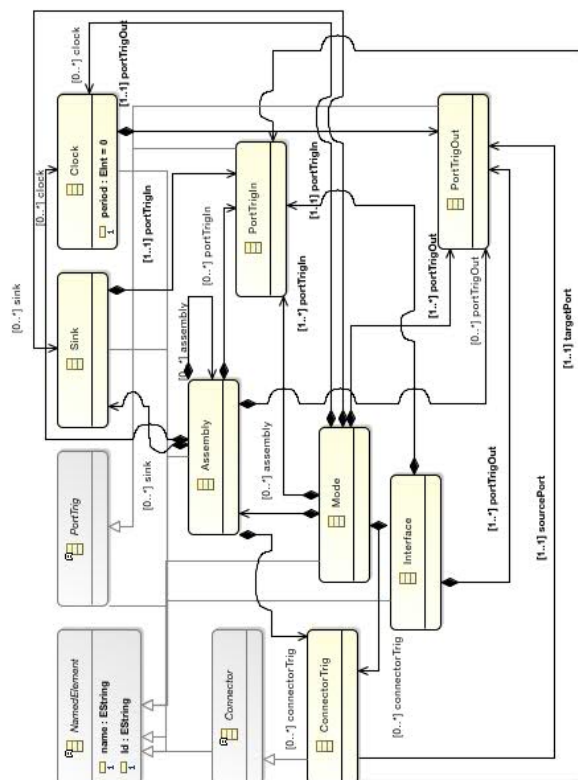 [0..*] sink
[0..*] clock
NamedElement
PortTrig
Sink
Clock
[0..*] clock
name : EString
period : EInt = 0
id : EString
[1..1] portTrigOut
[0..*] sink
[1..1] portTrigIn
[0..*] assembly
[0..*] portTrigIn
Connector
Assembly
PortTrigIn
[0..*] assembly
[0..*] connectorTrig
[1..*] portTrigIn
[1..1] portTrigIn
ConnectorTrig
Mode
[0..*] connectorTrig
Interface
[1..*] portTrigOut
PortTrigOut
[0..*] portTrigOut
[1..*] portTrigOut
[1..1] sourcePort
[1..1] targetPort